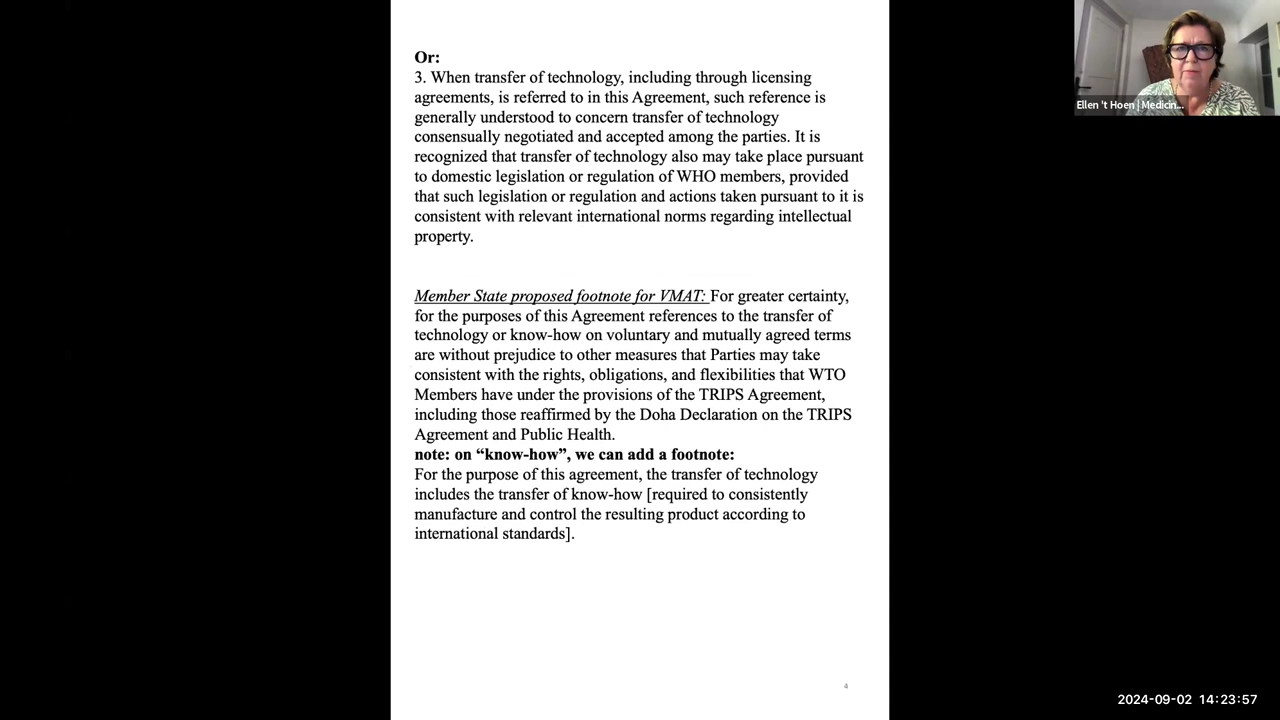 Or:
3. When transfer of technology, including through licensing
agreements, is referred to in this Agreement, such reference is
generally understood to concern transfer of technology
consensually negotiated and accepted among the parties. It is
recognized that transfer of technology also may take place pursuant
to domestic legislation or regulation of WHO members, provided
that such legislation or regulation and actions taken pursuant to it is
consistent with relevant international norms regarding intellectual
property.
Member State proposed footnote for VMAT: For greater certainty,
for the purposes of this Agreement references to the transfer of
technology or know-how on voluntary and mutually agreed terms
are without prejudice to other measures that Parties may take
consistent with the rights, obligations, and flexibilities that WTO
Members have under the provisions of the TRIPS Agreement,
including those reaffirmed by the Doha Declaration on the TRIPS
Agreement and Public Health.
note: on “know-how”, we can add a footnote:
For the purpose of this agreement, the transfer of technology
includes the transfer of know-how [required to consistently
manufacture and control the resulting product according to
international standards].
4
Ellen 't Hoen | Medicin...
2024-09-02 14:23:57